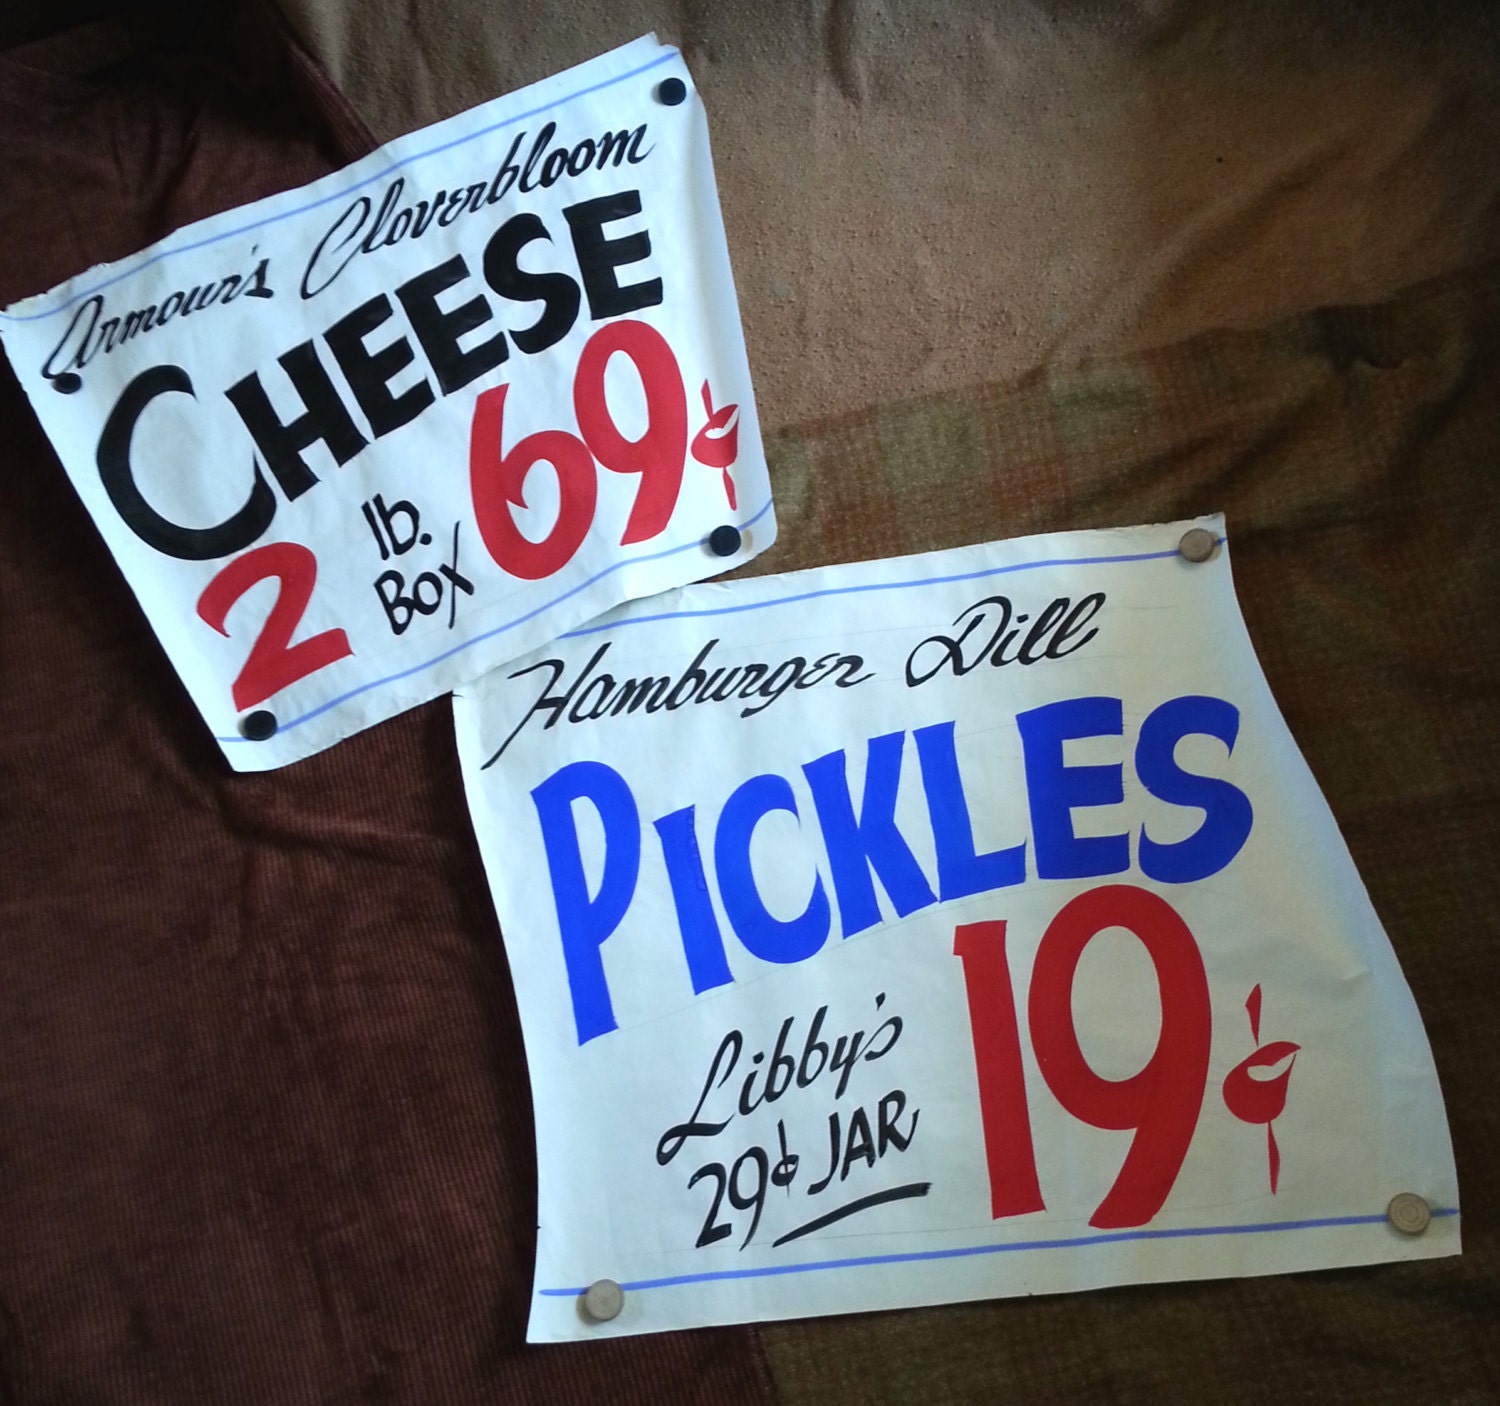 Armour's Cloverbloom
CHEESE
2 lb. Box 69¢
Hamburger Dill
PICKLES
Libby's
29¢ JAR
19¢